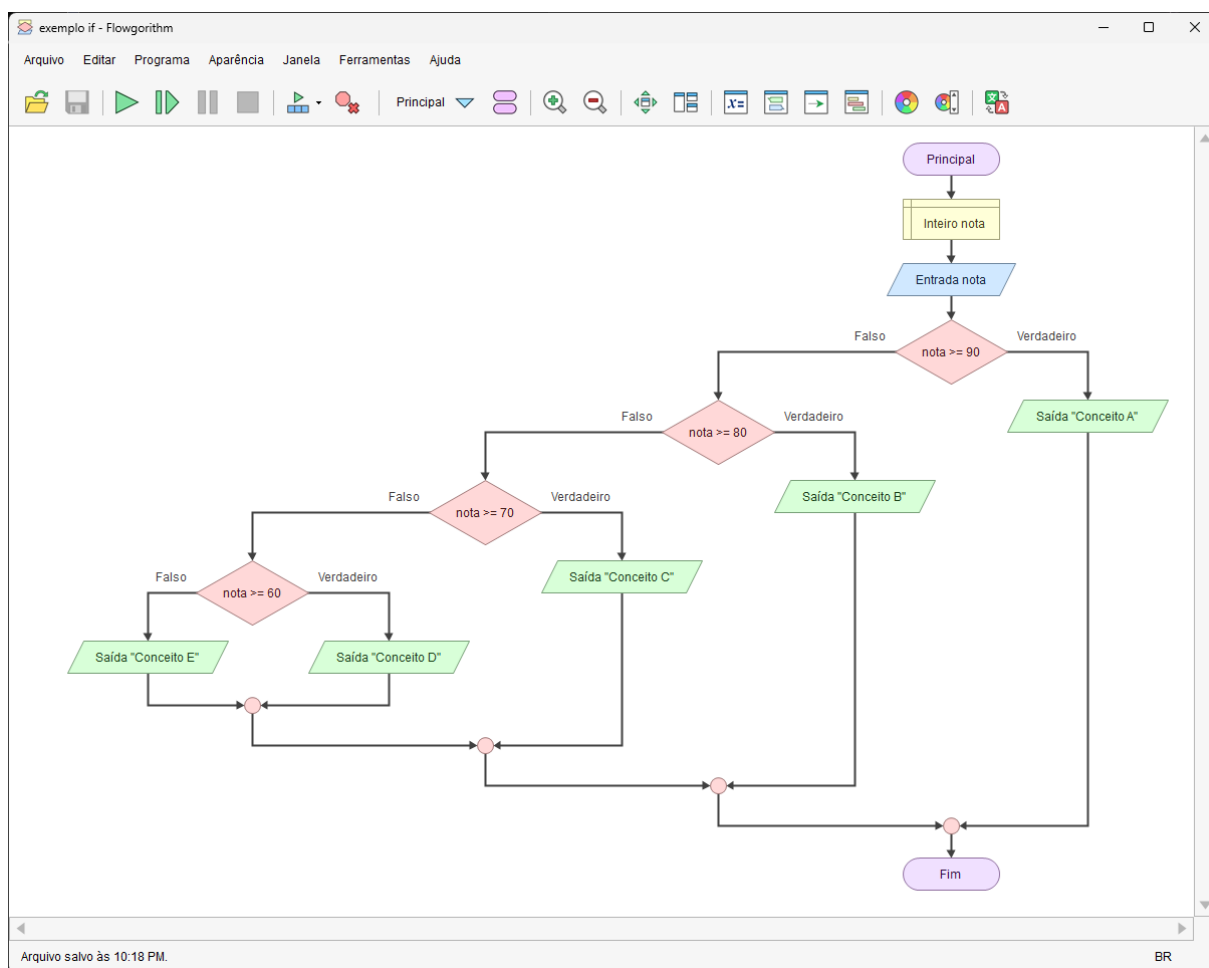 exemplo if - Flowgorithm
Arquivo Editar Programa Aparência Janela Ferramentas Ajuda
Principal
x=
文
A
Principal
Inteiro nota
Entrada nota
Falso
nota >= 90
Verdadeiro
Saída "Conceito A"
Falso
nota >= 80
Verdadeiro
Saída "Conceito B"
Falso
nota >= 70
Verdadeiro
Saída "Conceito C"
Falso
nota >= 60
Verdadeiro
Saída "Conceito E"
Saída "Conceito D"
Fim
Arquivo salvo às 10:18 PM.
BR